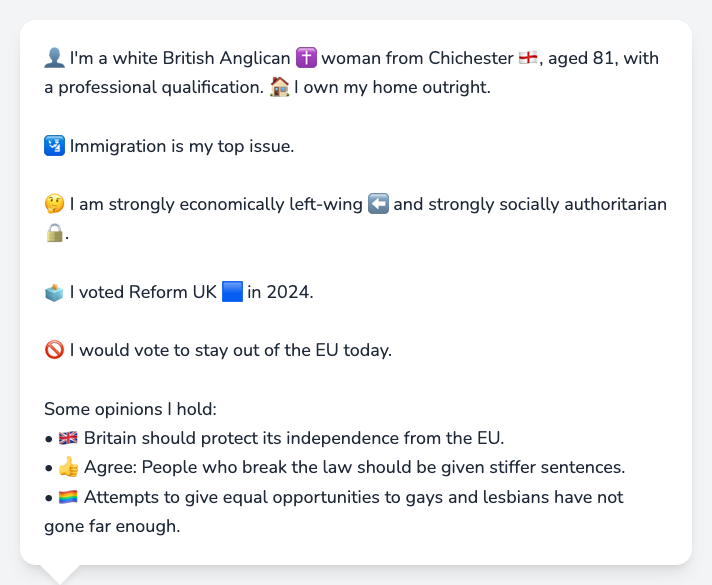 👤 I'm a white British Anglican ✝️ woman from Chichester 🏴󠁧󠁢󠁥󠁮󠁧󠁿, aged 81, with
a professional qualification. 🏠 I own my home outright.
🛂 Immigration is my top issue.
🤔 I am strongly economically left-wing ⬅️ and strongly socially authoritarian
🔒.
🗳️ I voted Reform UK 🟦 in 2024.
🚫 I would vote to stay out of the EU today.
Some opinions I hold:
• 🇬🇧 Britain should protect its independence from the EU.
• 👍 Agree: People who break the law should be given stiffer sentences.
• 🏳️‍🌈 Attempts to give equal opportunities to gays and lesbians have not
gone far enough.